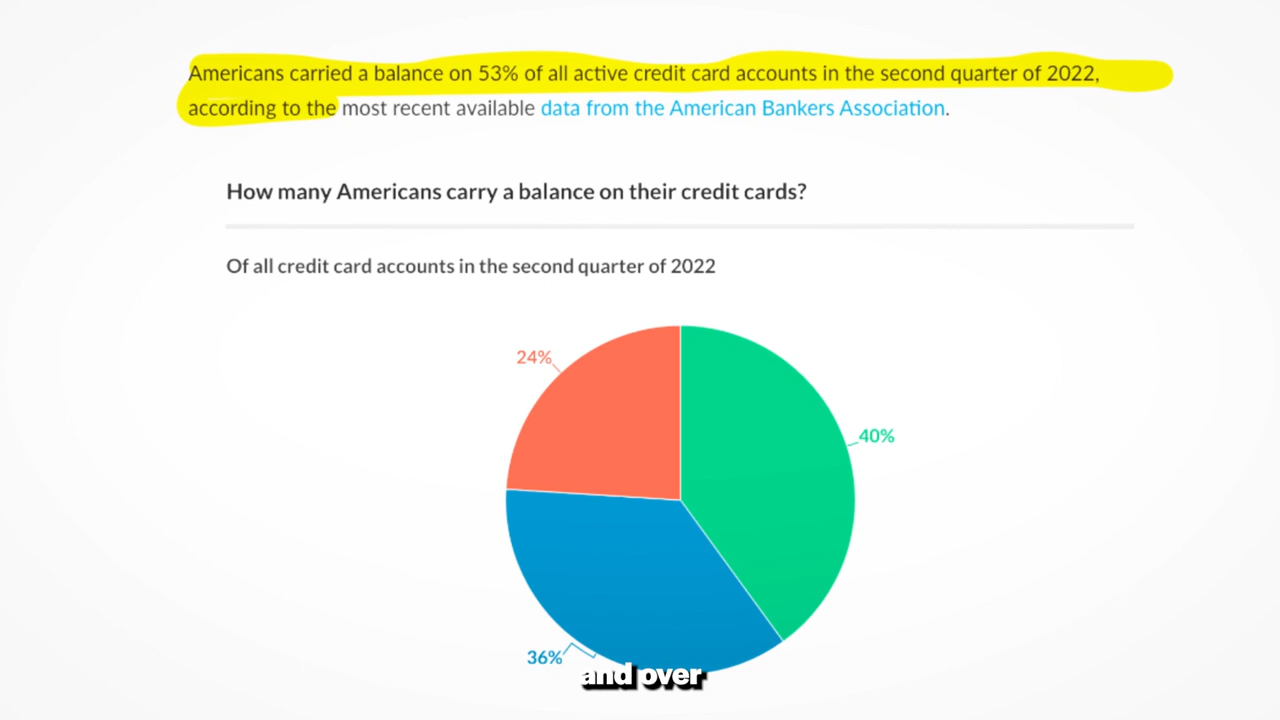 Americans carried a balance on 53% of all active credit card accounts in the second quarter of 2022,
according to the most recent available data from the American Bankers Association.
How many Americans carry a balance on their credit cards?
Of all credit card accounts in the second quarter of 2022
24%
40%
36%
and over